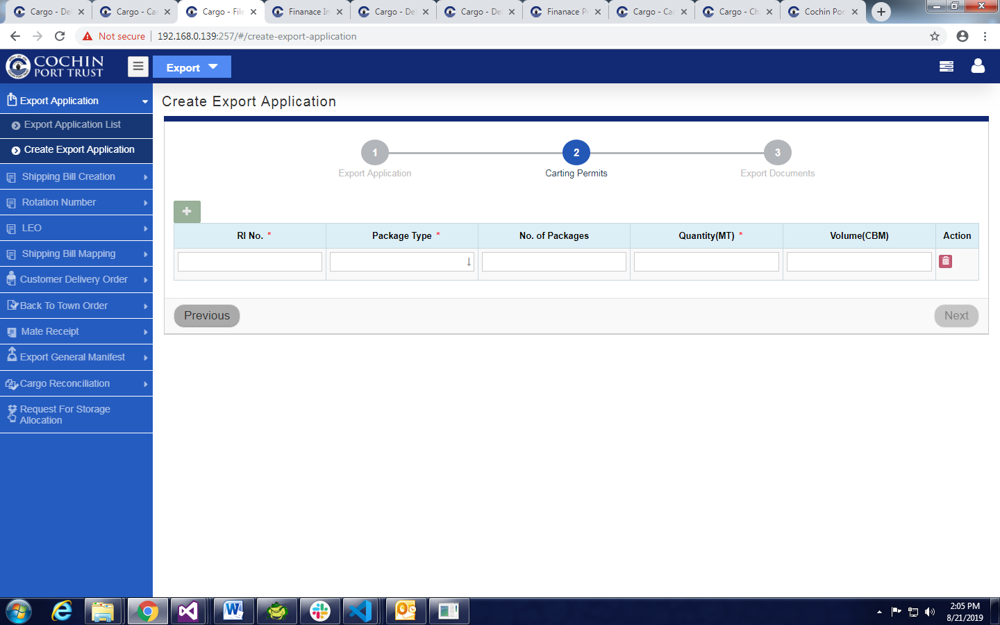 Cargo - De
Cargo - Ca
Cargo - File
Finanace In
Cargo - De
Cargo - De
Finanace P
Cargo - Ca
Cargo - Ch
Cochin Por
Not secure
192.168.0.139:257/#/create-export-application
COCHIN
PORT TRUST
Export
Export Application
Export Application List
Create Export Application
Shipping Bill Creation
Rotation Number
LEO
Shipping Bill Mapping
Customer Delivery Order
Back To Town Order
Mate Receipt
Export General Manifest
Cargo Reconciliation
Request For Storage
Allocation
Create Export Application
1 2 3
Export Application Carting Permits Export Documents
RI No. * Package Type * No. of Packages Quantity(MT) * Volume(CBM) Action
Previous Next
2:05 PM
8/21/2019